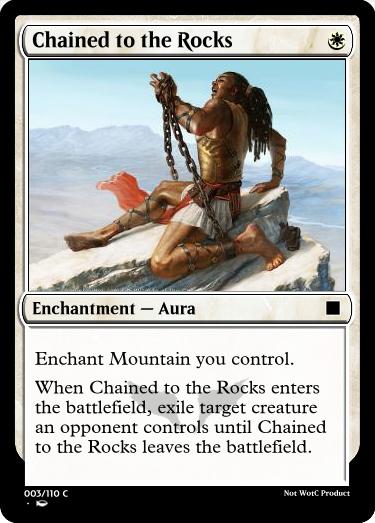 Chained to the Rocks
Enchantment — Aura
Enchant Mountain you control.
When Chained to the Rocks enters
the battlefield, exile target creature
an opponent controls until Chained
to the Rocks leaves the battlefield.
003/110 C
Not WotC Product